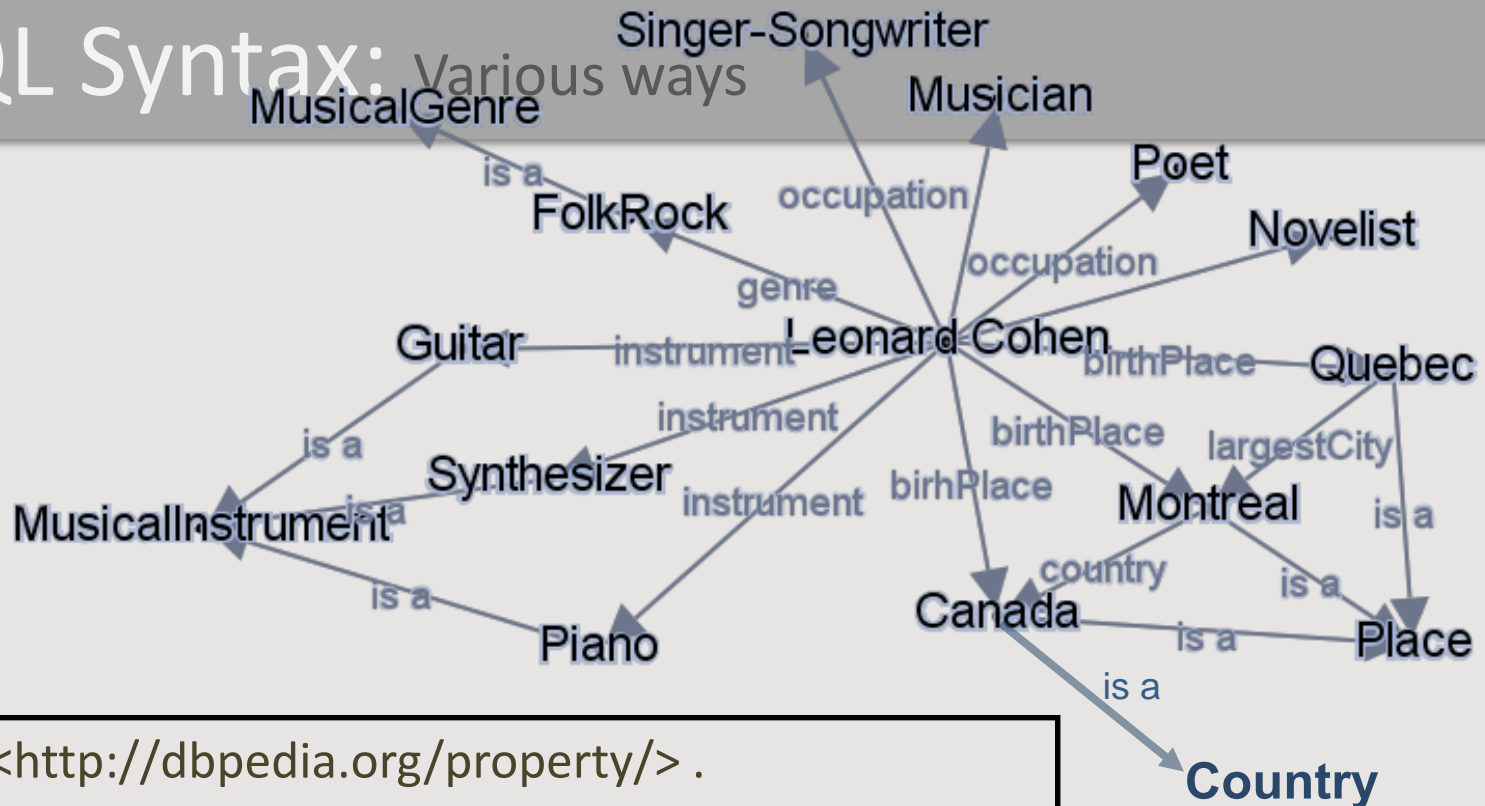 Singer-Songwriter
QL Syntax: Various ways
Musician
MusicalGenre
Poet
is a
occupation
FolkRock
Novelist
occupation
genre
Guitar
instrument
Leonard Cohen
birthPlace
Quebec
instrument
birthPlace
largestCity
is a
Synthesizer
instrument
birhPlace
Montreal
is a
MusicalInstrument
is a
country
is a
is a
Canada
is a
Place
Piano
is a
<http://dbpedia.org/property/> .
Country